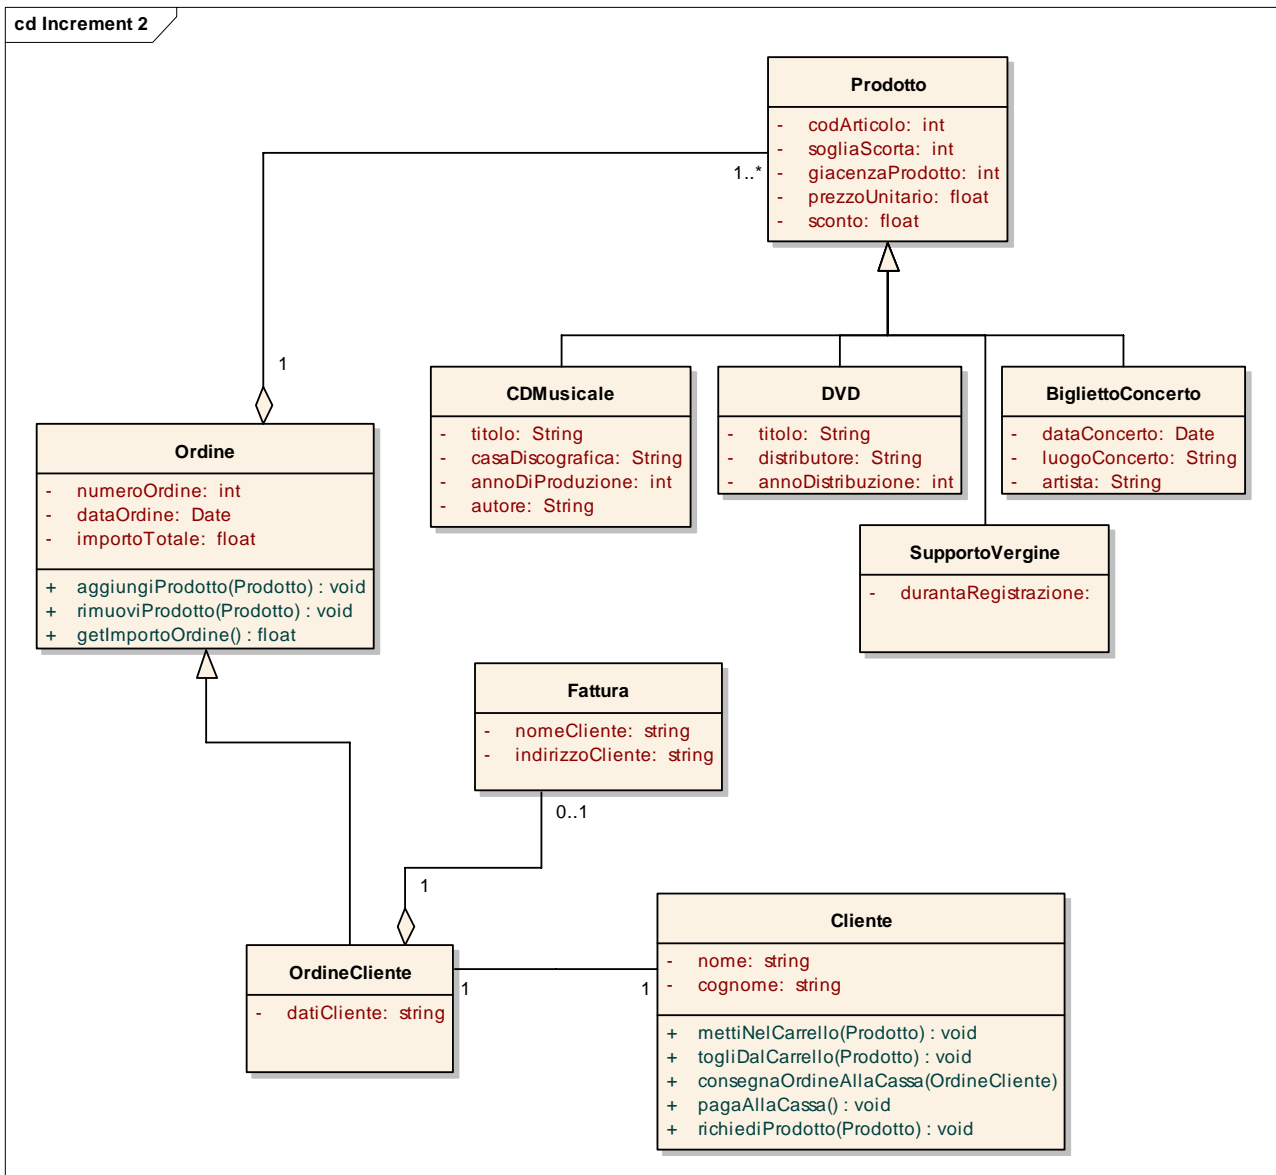 cd Increment 2
Prodotto
- codArticolo: int
- sogliaScorta: int
- giacenzaProdotto: int
- prezzoUnitario: float
- sconto: float
1..*
1
CDMusicale
- titolo: String
- casaDiscografica: String
- annoDiProduzione: int
- autore: String
DVD
- titolo: String
- distributore: String
- annoDistribuzione: int
BigliettoConcerto
- dataConcerto: Date
- luogoConcerto: String
- artista: String
Ordine
- numeroOrdine: int
- dataOrdine: Date
- importoTotale: float
+ aggiungiProdotto(Prodotto) : void
+ rimuoviProdotto(Prodotto) : void
+ getImportoOrdine() : float
SupportoVergine
- durantaRegistrazione:
Fattura
- nomeCliente: string
- indirizzoCliente: string
0..1
1
OrdineCliente
- datiCliente: string
1
1
Cliente
- nome: string
- cognome: string
+ mettiNelCarrello(Prodotto) : void
+ togliDalCarrello(Prodotto) : void
+ consegnaOrdineAllaCassa(OrdineCliente)
+ pagaAllaCassa() : void
+ richiediProdotto(Prodotto) : void